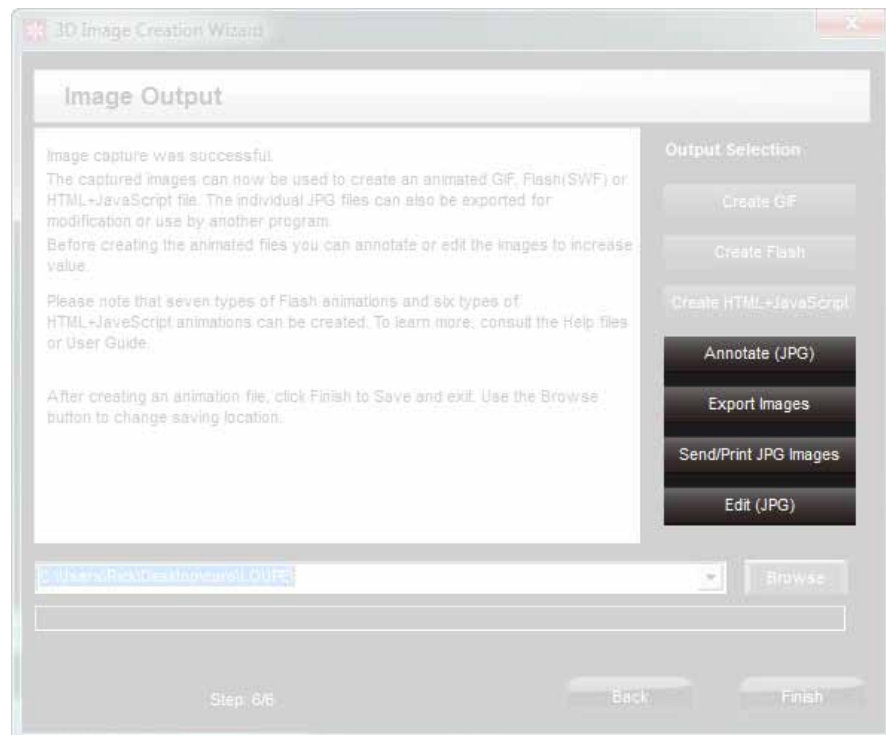 3D Image Creation Wizard
Image Output
Image capture was successful.
The captured images can now be used to create an animated GIF, Flash(SWF) or
HTML+JavaScript file. The individual JPG files can also be exported for
modification or use by another program.
Before creating the animated files you can annotate or edit the images to increase
value.
Please note that seven types of Flash animations and six types of
HTML+JaveScript animations can be created. To learn more, consult the Help files
or User Guide.
After creating an animation file, click Finish to Save and exit. Use the Browse
button to change saving location.
Output Selection
Create GIF
Create Flash
Create HTML+JavaScript
Annotate (JPG)
Export Images
Send/Print JPG Images
Edit (JPG)
C:\Users\Rick\Desktop\caro\LOUPE\
Browse
Step: 6/6
Back
Finish